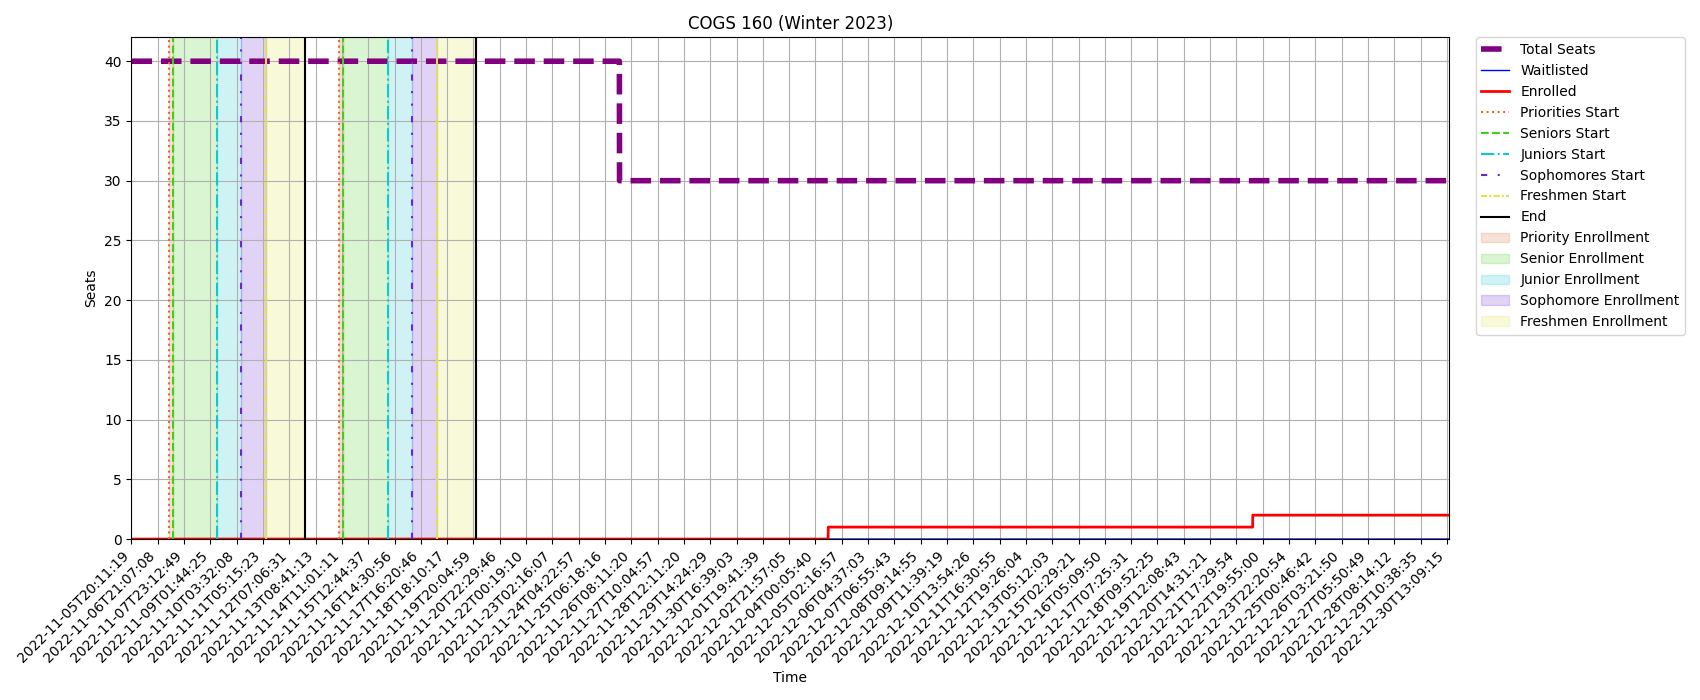 COGS 160 (Winter 2023)
40
35
30
25
20
15
10
5
0
Seats
2022-11-05T20:11:19
2022-11-06T21:07:08
2022-11-07T23:12:49
2022-11-09T01:44:25
2022-11-10T03:32:08
2022-11-11T05:15:23
2022-11-12T07:06:31
2022-11-13T08:41:13
2022-11-14T11:01:11
2022-11-15T12:44:37
2022-11-16T14:30:56
2022-11-17T16:20:46
2022-11-18T18:10:17
2022-11-19T20:04:59
2022-11-20T22:29:46
2022-11-22T00:19:10
2022-11-23T02:16:07
2022-11-24T04:22:57
2022-11-25T06:18:16
2022-11-26T08:11:20
2022-11-27T10:04:57
2022-11-28T12:11:20
2022-11-29T14:24:29
2022-11-30T16:39:03
2022-12-01T19:41:39
2022-12-02T21:57:05
2022-12-04T00:05:40
2022-12-05T02:16:57
2022-12-06T04:37:03
2022-12-07T06:55:43
2022-12-08T09:14:55
2022-12-09T11:39:19
2022-12-10T13:54:26
2022-12-11T16:30:55
2022-12-12T19:26:04
2022-12-13T05:12:03
2022-12-15T02:29:21
2022-12-16T05:09:50
2022-12-17T07:25:31
2022-12-18T09:52:25
2022-12-19T12:08:43
2022-12-20T14:31:21
2022-12-21T17:29:54
2022-12-22T19:55:00
2022-12-23T22:20:54
2022-12-25T00:46:42
2022-12-26T03:21:50
2022-12-27T05:50:49
2022-12-28T08:14:12
2022-12-29T10:38:35
2022-12-30T13:09:15
Time
Total Seats
Waitlisted
Enrolled
Priorities Start
Seniors Start
Juniors Start
Sophomores Start
Freshmen Start
End
Priority Enrollment
Senior Enrollment
Junior Enrollment
Sophomore Enrollment
Freshmen Enrollment